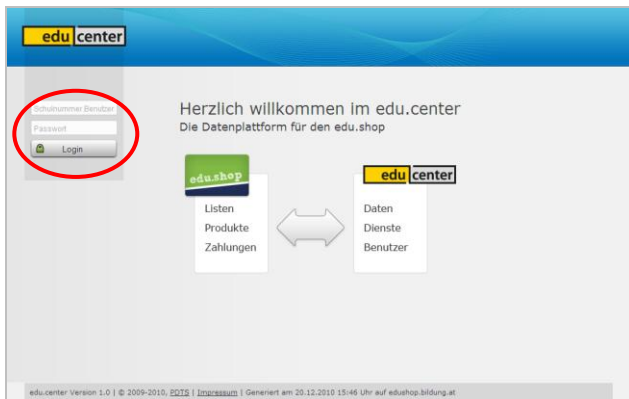 edu center
Schulnummer.Benutzer
Passwort
Login
Herzlich willkommen im edu.center
Die Datenplattform für den edu.shop
edu.shop
Listen
Produkte
Zahlungen
edu center
Daten
Dienste
Benutzer
edu.center Version 1.0 | © 2009-2010, PDTS | Impressum | Generiert am 20.12.2010 15:46 Uhr auf edushop.bildung.at